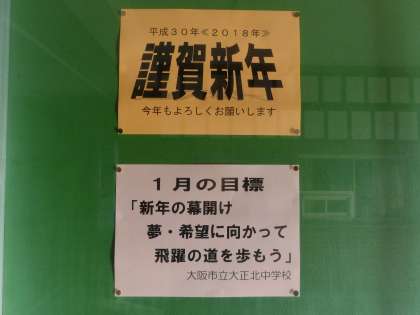 平成30年≪2018年≫
謹賀新年
今年もよろしくお願いします
1月の目標
「新年の幕開け
夢・希望に向かって
飛躍の道を歩もう」
大阪市立大正北中学校